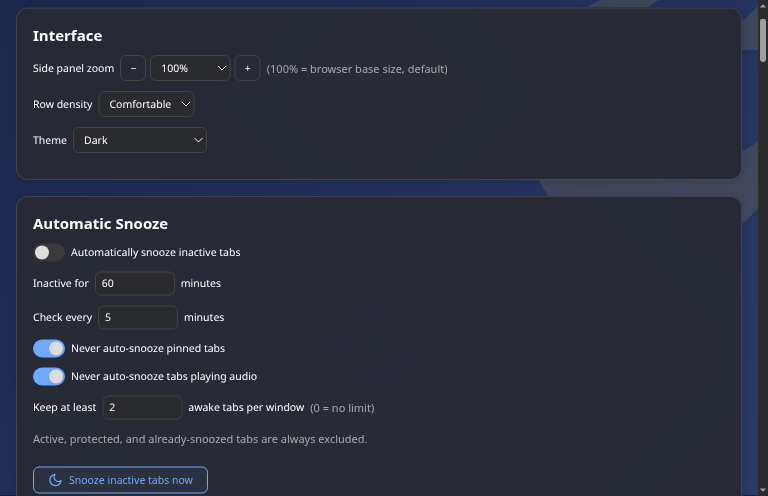 Interface
Side panel zoom − 100% + (100% = browser base size, default)
Row density Comfortable
Theme Dark
Automatic Snooze
Automatically snooze inactive tabs
Inactive for 60 minutes
Check every 5 minutes
Never auto-snooze pinned tabs
Never auto-snooze tabs playing audio
Keep at least 2 awake tabs per window (0 = no limit)
Active, protected, and already-snoozed tabs are always excluded.
Snooze inactive tabs now